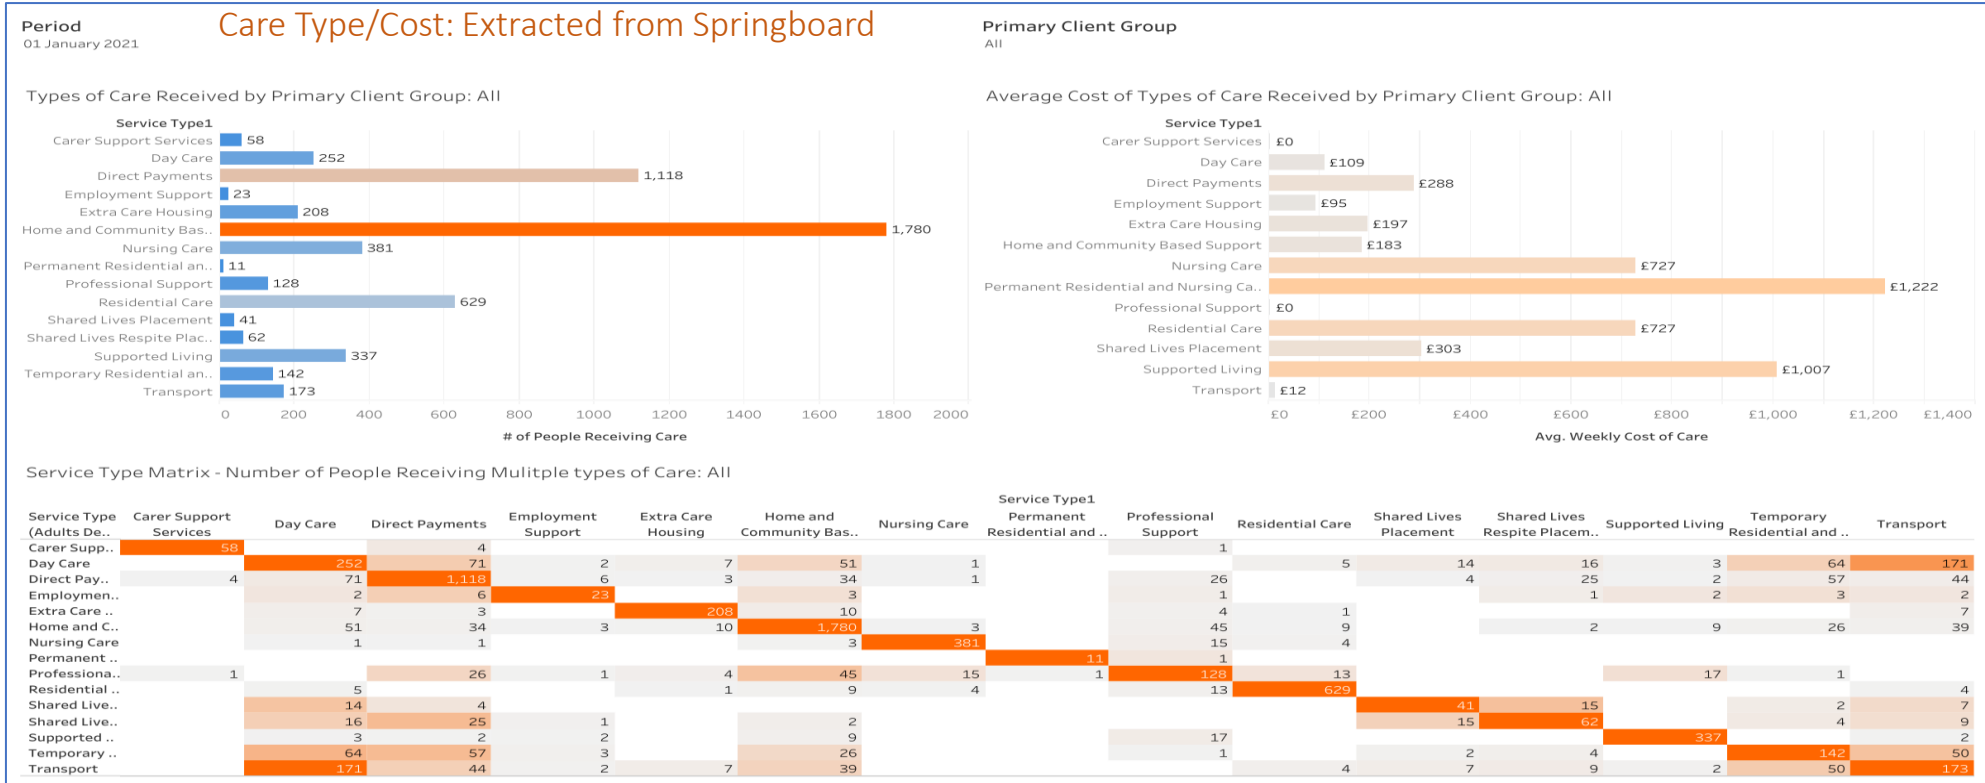 Care Type/Cost: Extracted from Springboard
Period
01 January 2021
Primary Client Group
All
Types of Care Received by Primary Client Group: All
Service Type1
Carer Support Services 58
Day Care 252
Direct Payments 1,118
Employment Support 23
Extra Care Housing 208
Home and Community Bas.. 1,780
Nursing Care 381
Permanent Residential an.. 11
Professional Support 128
Residential Care 629
Shared Lives Placement 41
Shared Lives Respite Plac.. 62
Supported Living 337
Temporary Residential an.. 142
Transport 173
0 200 400 600 800 1000 1200 1400 1600 1800 2000
# of People Receiving Care
Average Cost of Types of Care Received by Primary Client Group: All
Service Type1
Carer Support Services £0
Day Care £109
Direct Payments £288
Employment Support £95
Extra Care Housing £197
Home and Community Based Support £183
Nursing Care £727
Permanent Residential and Nursing Ca.. £1,222
Professional Support £0
Residential Care £727
Shared Lives Placement £303
Supported Living £1,007
Transport £12
£0 £200 £400 £600 £800 £1,000 £1,200 £1,400
Avg. Weekly Cost of Care
Service Type Matrix - Number of People Receiving Mulitple types of Care: All
Service Type1
Service Type Carer Support Day Care Direct Payments Employment Extra Care Home and Nursing Care Permanent Professional Residential Care Shared Lives Shared Lives Supported Living Temporary Transport
(Adults De.. Services Support Housing Community Bas.. Residential and .. Support Placement Respite Placem.. Residential and ..
Carer Supp.. 58 4 1
Day Care 252 71 2 7 51 1 5 14 16 3 64 171
Direct Pay.. 4 71 1,118 6 3 34 1 26 4 25 2 57 44
Employmen.. 2 6 23 3 1 1 2 3 2
Extra Care .. 7 3 208 10 4 1 7
Home and C.. 51 34 3 10 1,780 3 45 9 2 9 26 39
Nursing Care 1 1 3 381 15 4
Permanent .. 11 1
Professiona.. 1 26 1 4 45 15 1 128 13 17 1
Residential .. 5 1 9 4 13 629 4
Shared Live.. 14 4 41 15 2 7
Shared Live.. 16 25 1 2 15 62 4 9
Supported .. 3 2 2 9 17 337 2
Temporary .. 64 57 3 26 1 2 4 142 50
Transport 171 44 2 7 39 4 7 9 2 50 173